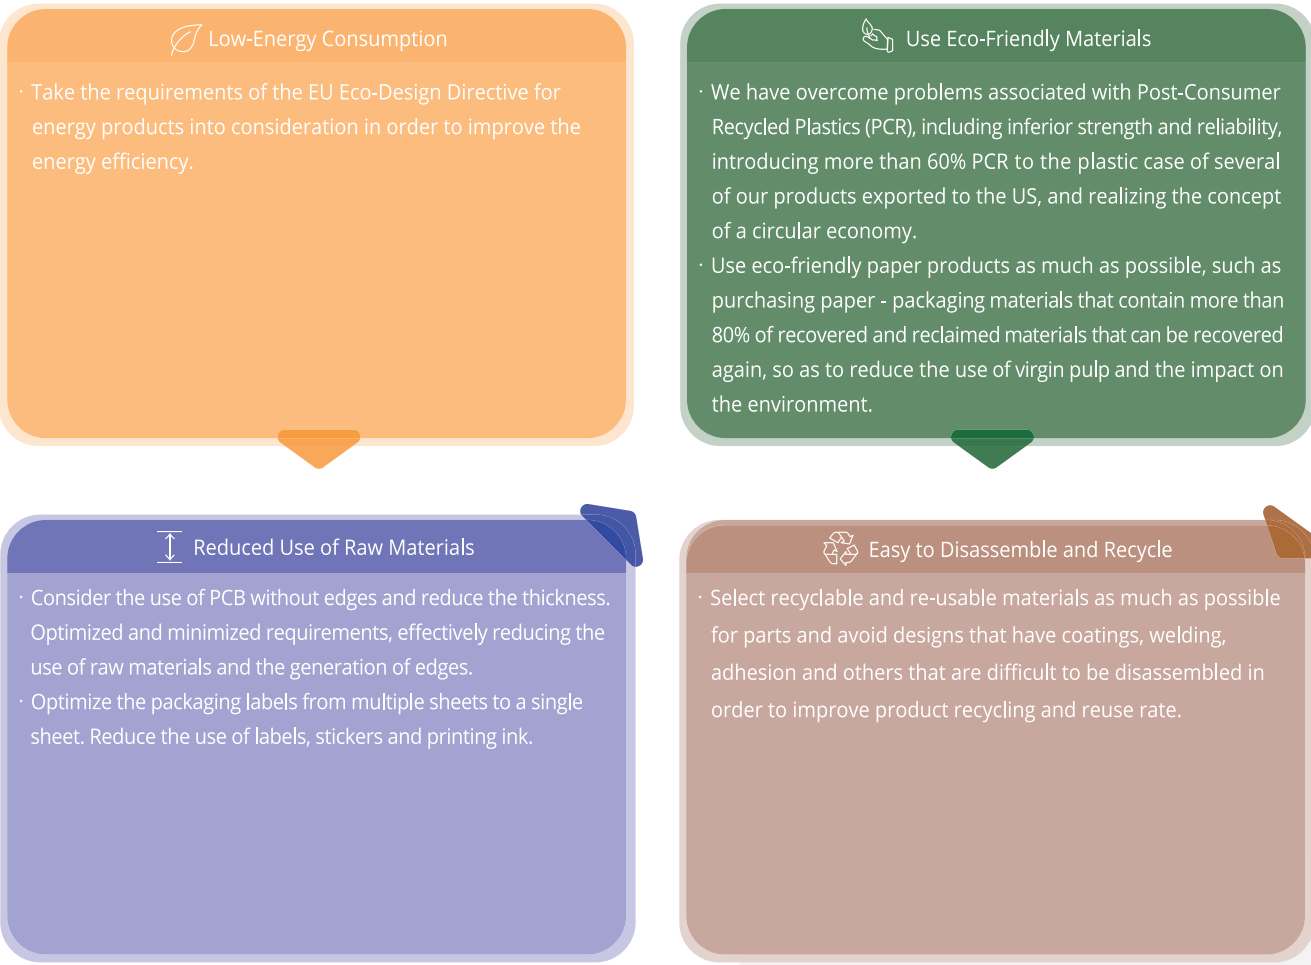 Low-Energy Consumption
· Take the requirements of the EU Eco-Design Directive for
energy products into consideration in order to improve the
energy efficiency.
Use Eco-Friendly Materials
· We have overcome problems associated with Post-Consumer
Recycled Plastics (PCR), including inferior strength and reliability,
introducing more than 60% PCR to the plastic case of several
of our products exported to the US, and realizing the concept
of a circular economy.
· Use eco-friendly paper products as much as possible, such as
purchasing paper - packaging materials that contain more than
80% of recovered and reclaimed materials that can be recovered
again, so as to reduce the use of virgin pulp and the impact on
the environment.
Reduced Use of Raw Materials
· Consider the use of PCB without edges and reduce the thickness.
Optimized and minimized requirements, effectively reducing the
use of raw materials and the generation of edges.
· Optimize the packaging labels from multiple sheets to a single
sheet. Reduce the use of labels, stickers and printing ink.
Easy to Disassemble and Recycle
· Select recyclable and re-usable materials as much as possible
for parts and avoid designs that have coatings, welding,
adhesion and others that are difficult to be disassembled in
order to improve product recycling and reuse rate.